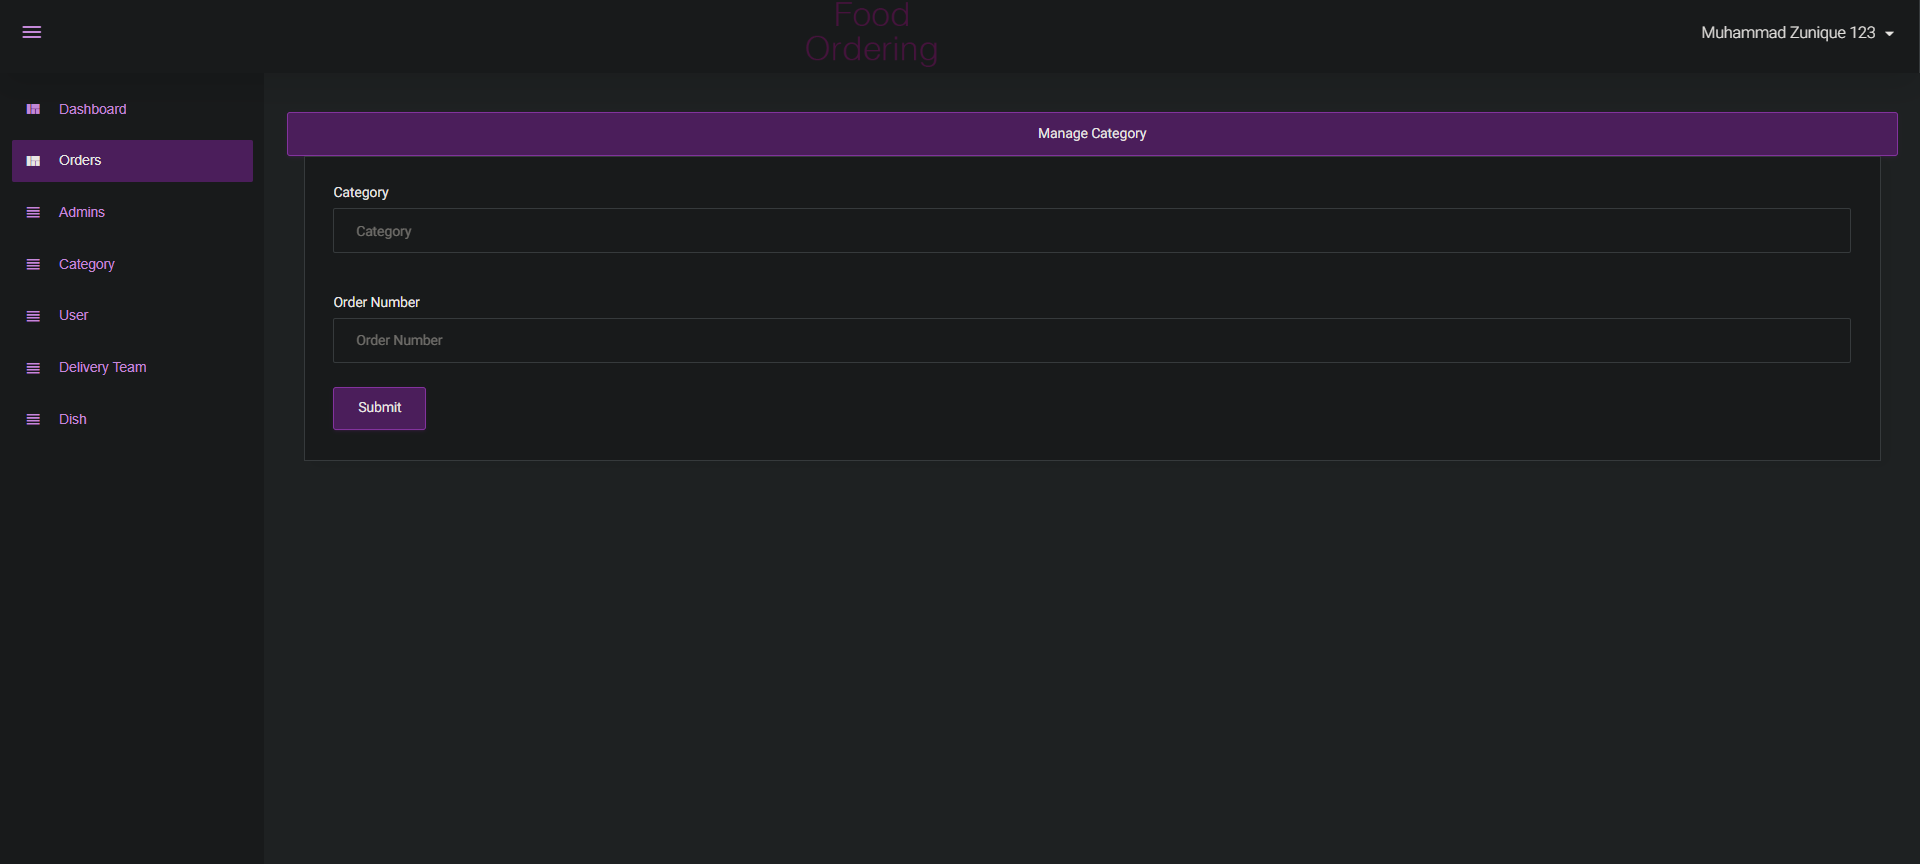 Food
Ordering
Muhammad Zunique 123
Dashboard
Orders
Admins
Category
User
Delivery Team
Dish
Manage Category
Category
Category
Order Number
Order Number
Submit